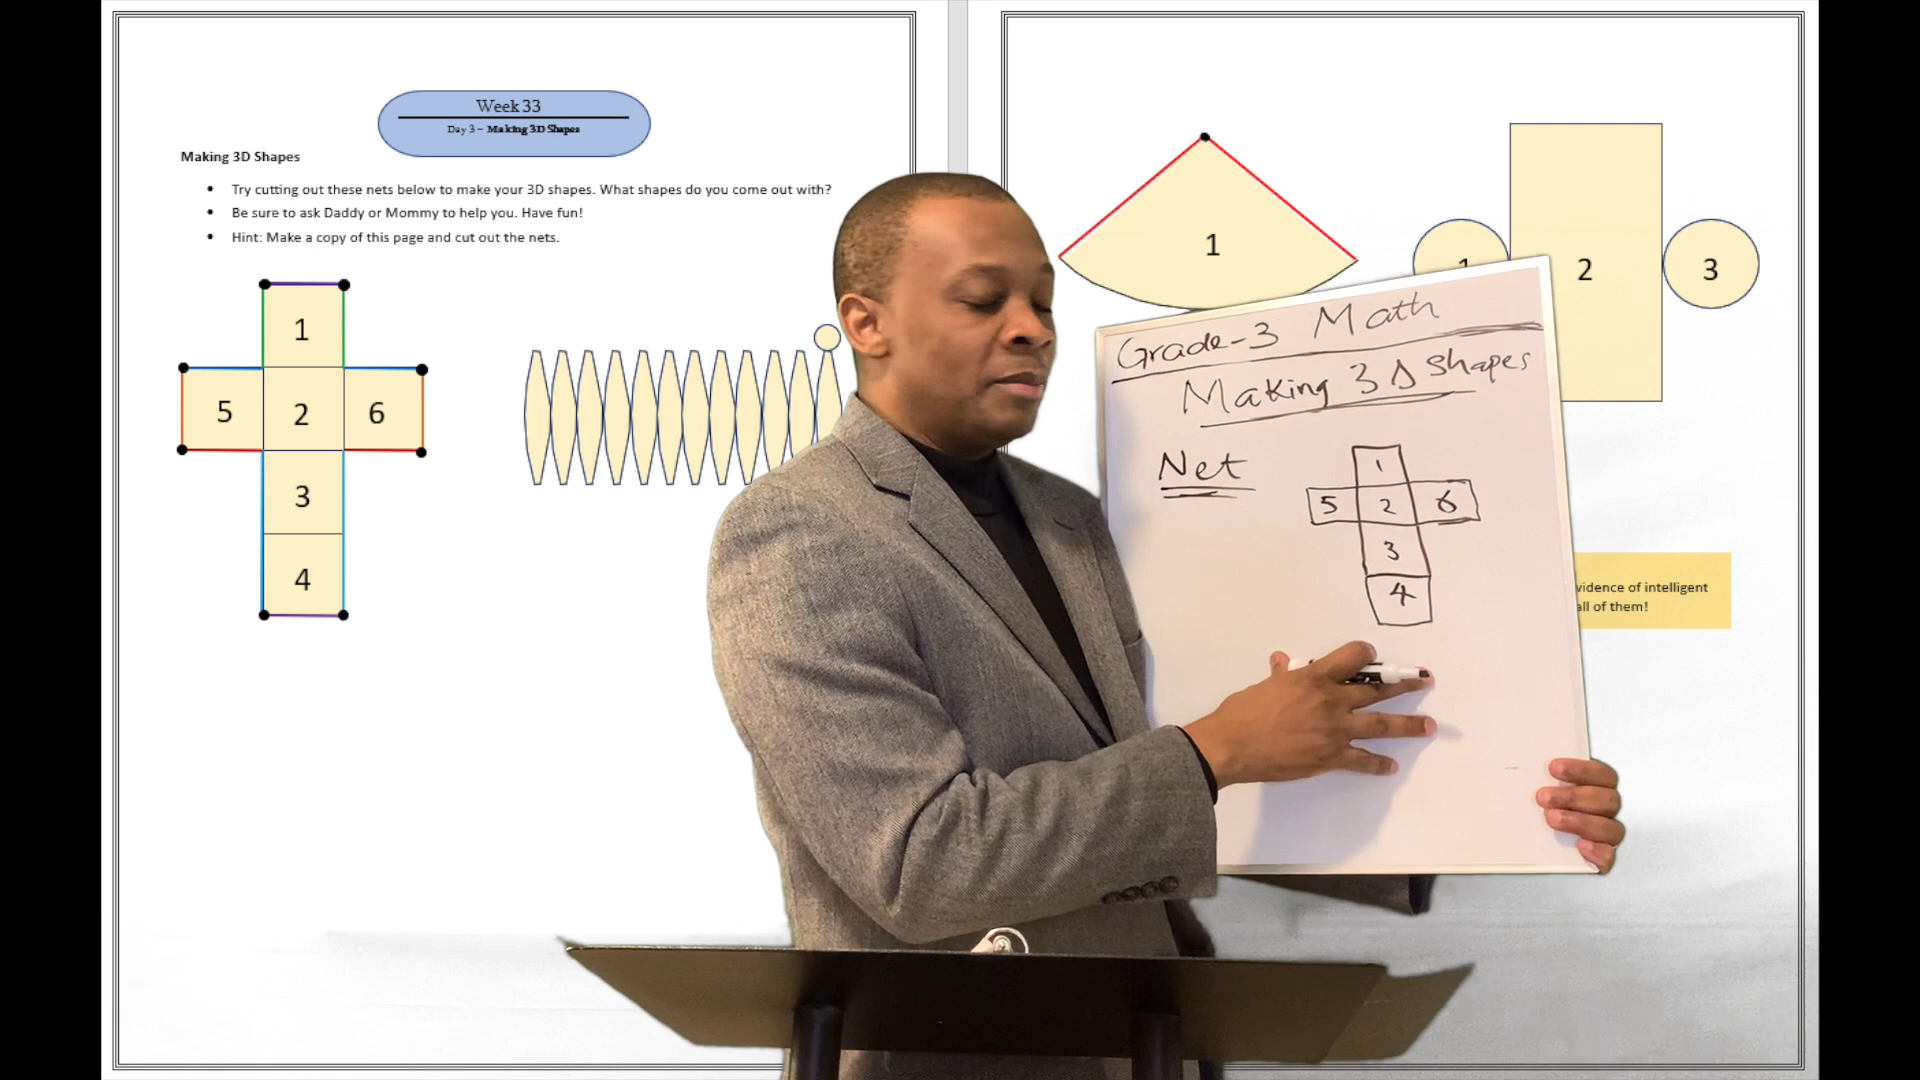 Week 33
Day 3 – Making 3D Shapes
Making 3D Shapes
• Try cutting out these nets below to make your 3D shapes. What shapes do you come out with?
• Be sure to ask Daddy or Mommy to help you. Have fun!
• Hint: Make a copy of this page and cut out the nets.
1
5 2 6
3
4
1
1 2 3
Grade-3 Math
Making 3D shapes
Net
1
5 2 6
3
4
of intelligent
of them!